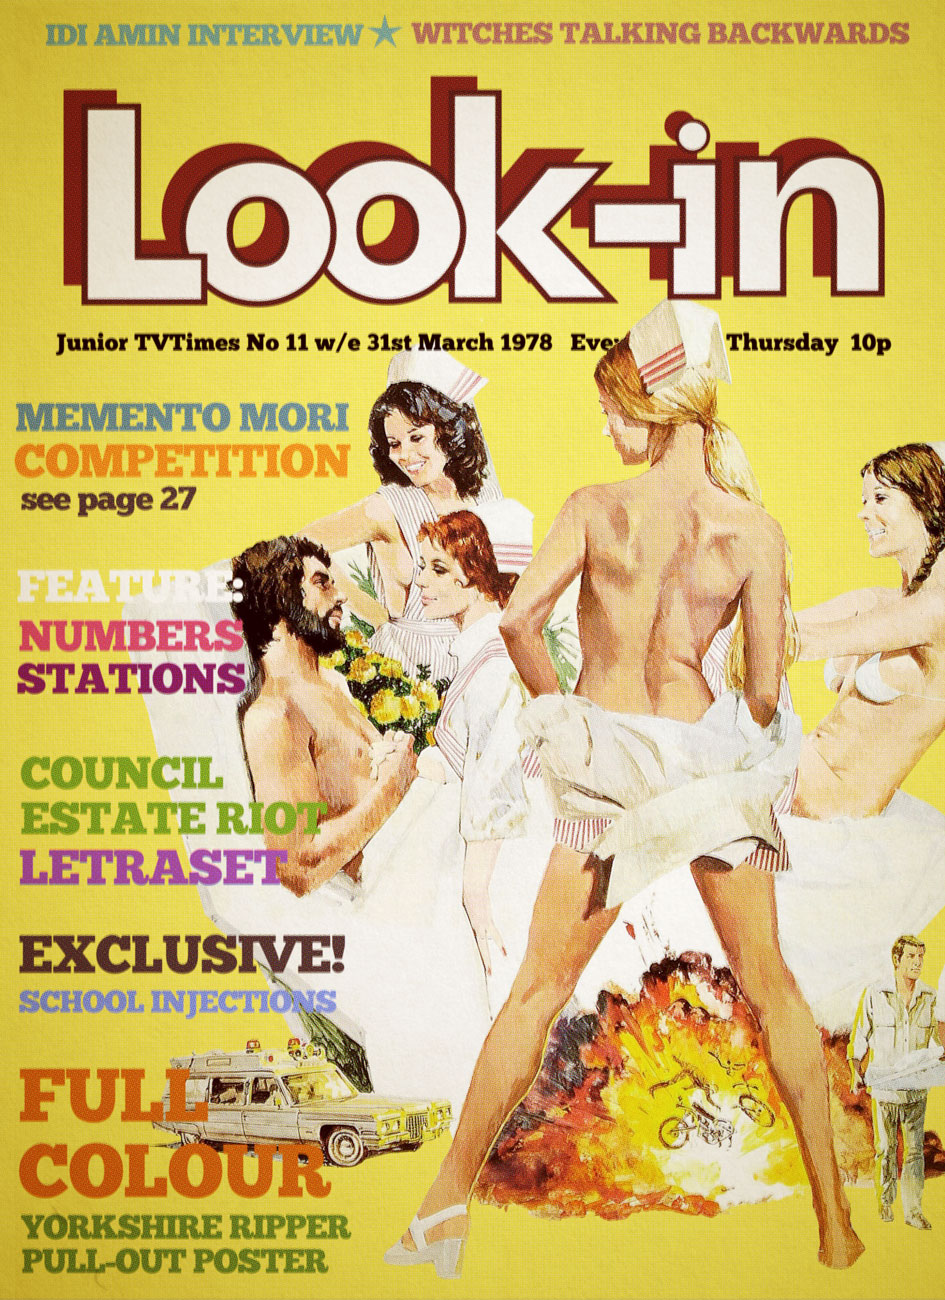 IDI AMIN INTERVIEW ★ WITCHES TALKING BACKWARDS
Look-in
Junior TVTimes No 11 w/e 31st March 1978 Thursday 10p
MEMENTO MORI
COMPETITION
see page 27
FEATURE:
NUMBERS
STATIONS
COUNCIL
ESTATE RIOT
LETRASET
EXCLUSIVE!
SCHOOL INJECTIONS
FULL
COLOUR
YORKSHIRE RIPPER
PULL-OUT POSTER